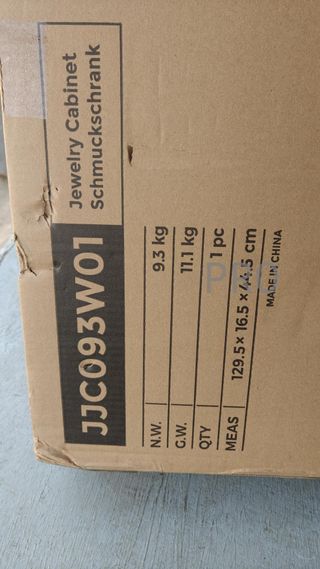 JJC093W01
Jewelry Cabinet
Schmuckschrank
N.W. 9.3 kg
G.W. 11.1 kg
QTY 1 pc
MEAS 129.5 × 16.5 × 44.5 cm
MADE IN CHINA